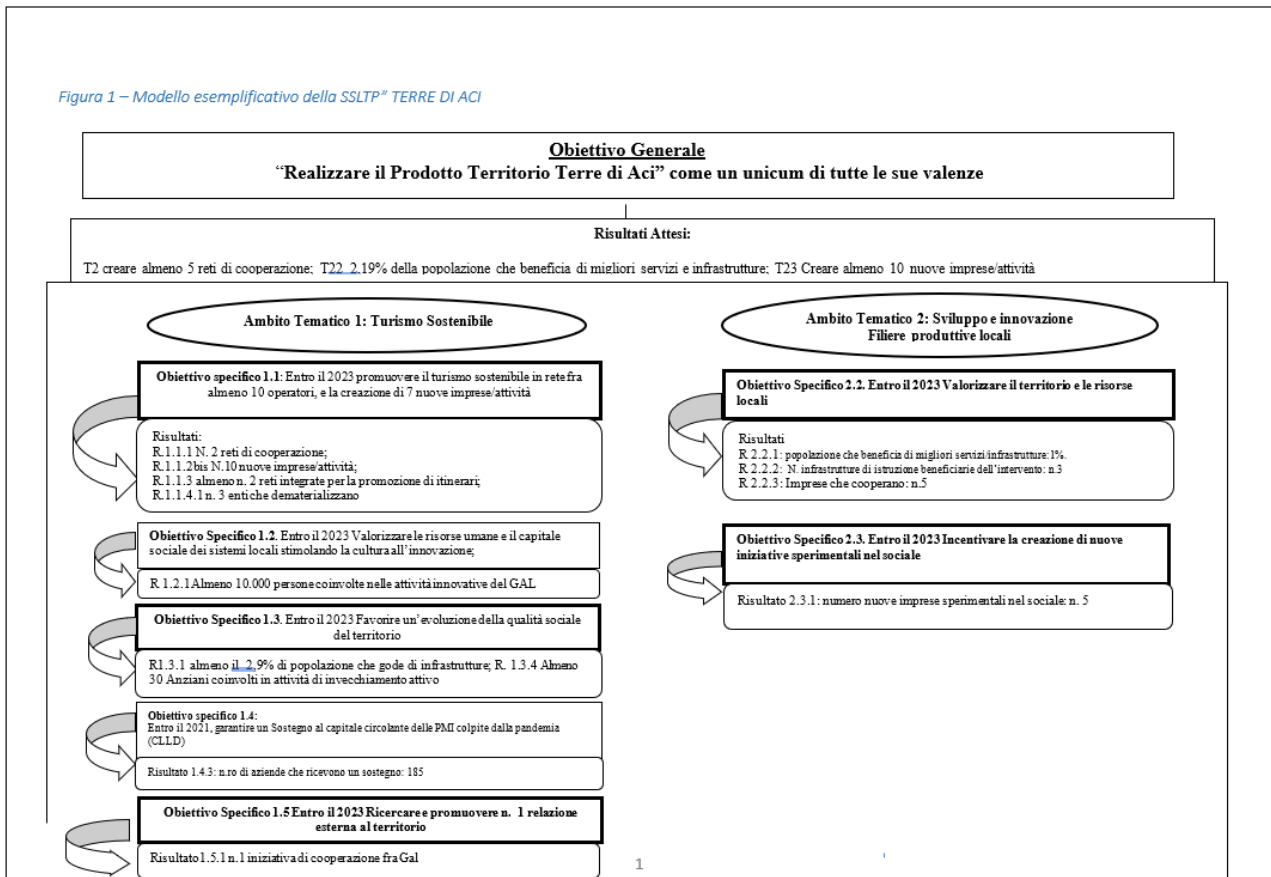 Figura 1 – Modello esemplificativo della SSLTP” TERRE DI ACI
Obiettivo Generale
“Realizzare il Prodotto Territorio Terre di Aci” come un unicum di tutte le sue valenze
Risultati Attesi:
T2 creare almeno 5 reti di cooperazione; T22 2,19% della popolazione che beneficia di migliori servizi e infrastrutture; T23 Creare almeno 10 nuove imprese/attività
Ambito Tematico 1: Turismo Sostenibile
Obiettivo specifico 1.1: Entro il 2023 promuovere il turismo sostenibile in rete fra
almeno 10 operatori, e la creazione di 7 nuove imprese/attività
Risultati:
R.1.1.1 N. 2 reti di cooperazione;
R.1.1.2bis N.10 nuove imprese/attività;
R.1.1.3 almeno n. 2 reti integrate per la promozione di itinerari;
R.1.1.4.1 n. 3 enti che dematerializzano
Obiettivo Specifico 1.2. Entro il 2023 Valorizzare le risorse umane e il capitale
sociale dei sistemi locali stimolando la cultura all’innovazione;
R 1.2.1 Almeno 10.000 persone coinvolte nelle attività innovative del GAL
Obiettivo Specifico 1.3. Entro il 2023 Favorire un’evoluzione della qualità sociale
del territorio
R1.3.1 almeno il 2,9% di popolazione che gode di infrastrutture; R. 1.3.4 Almeno
30 Anziani coinvolti in attività di invecchiamento attivo
Obiettivo specifico 1.4:
Entro il 2021, garantire un Sostegno al capitale circolante delle PMI colpite dalla pandemia
(CLLD)
Risultato 1.4.3: n.ro di aziende che ricevono un sostegno: 185
Obiettivo Specifico 1.5 Entro il 2023 Ricercare e promuovere n. 1 relazione
esterna al territorio
Risultato1.5.1 n.1 iniziativa di cooperazione fra Gal
Ambito Tematico 2: Sviluppo e innovazione
Filiere produttive locali
Obiettivo Specifico 2.2. Entro il 2023 Valorizzare il territorio e le risorse
locali
Risultati
R 2.2.1: popolazione che beneficia di migliori servizi/infrastrutture:1%.
R 2.2.2: N. infrastrutture di istruzione beneficiarie dell’intervento: n.3
R 2.2.3: Imprese che cooperano: n.5
Obiettivo Specifico 2.3. Entro il 2023 Incentivare la creazione di nuove
iniziative sperimentali nel sociale
Risultato 2.3.1: numero nuove imprese sperimentali nel sociale: n. 5
1